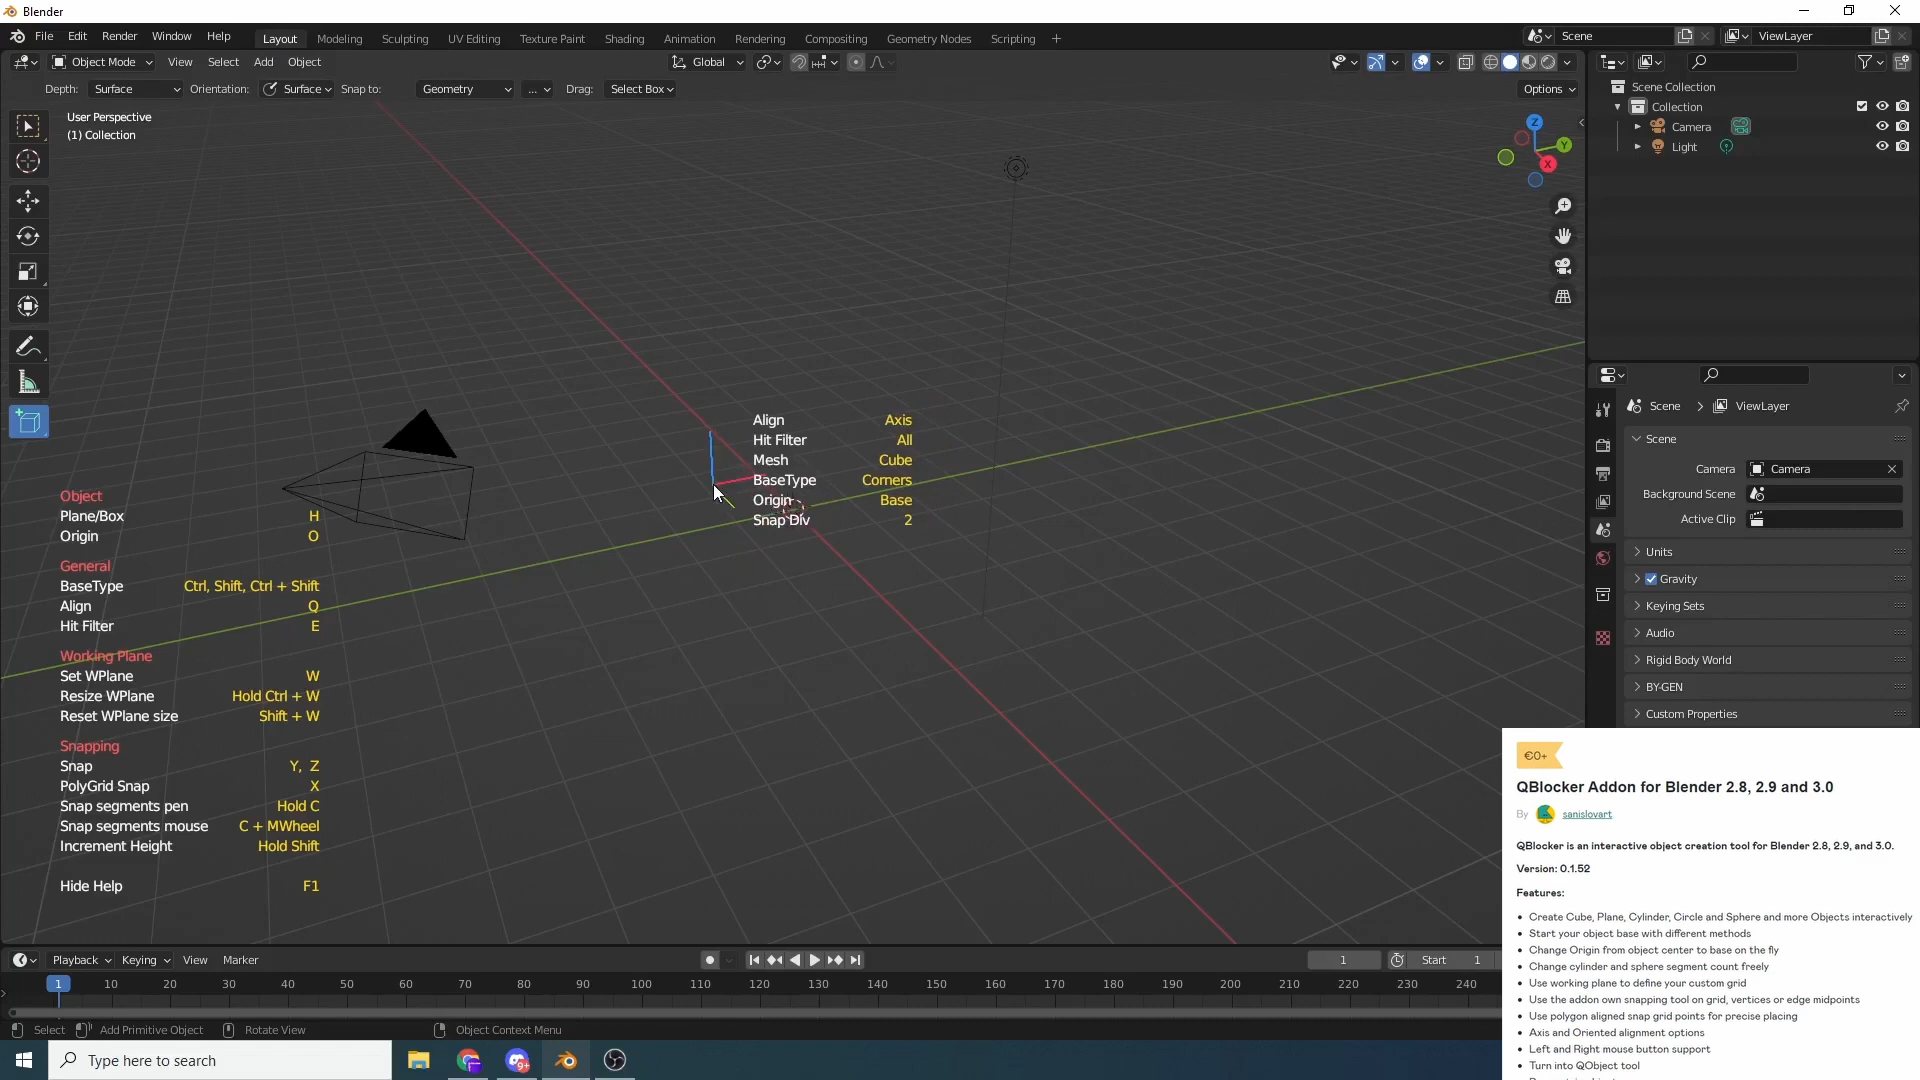 Blender
File Edit Render Window Help
Layout Modeling Sculpting UV Editing Texture Paint Shading Animation Rendering Compositing Geometry Nodes Scripting +
Scene
ViewLayer
Object Mode View Select Add Object
Global
Depth: Surface Orientation: Surface Snap to: Geometry ... Drag: Select Box
Options
User Perspective
(1) Collection
Z
Y
X
Scene Collection
Collection
Camera
Light
Align Axis
Hit Filter All
Mesh Cube
BaseType Corners
Origin Base
Snap Div 2
Object
Plane/Box H
Origin O
General
BaseType Ctrl, Shift, Ctrl + Shift
Align Q
Hit Filter E
Working Plane
Set WPlane W
Resize WPlane Hold Ctrl + W
Reset WPlane size Shift + W
Snapping
Snap Y, Z
PolyGrid Snap X
Snap segments pen Hold C
Snap segments mouse C + MWheel
Increment Height Hold Shift
Hide Help F1
Scene > ViewLayer
Scene
Camera Camera
Background Scene
Active Clip
Units
Gravity
Keying Sets
Audio
Rigid Body World
BY-GEN
Custom Properties
€0+
QBlocker Addon for Blender 2.8, 2.9 and 3.0
By sanislovart
QBlocker is an interactive object creation tool for Blender 2.8, 2.9, and 3.0.
Version: 0.1.52
Features:
• Create Cube, Plane, Cylinder, Circle and Sphere and more Objects interactively
• Start your object base with different methods
• Change Origin from object center to base on the fly
• Change cylinder and sphere segment count freely
• Use working plane to define your custom grid
• Use the addon own snapping tool on grid, vertices or edge midpoints
• Use polygon aligned snap grid points for precise placing
• Axis and Oriented alignment options
• Left and Right mouse button support
• Turn into QObject tool
Playback Keying View Marker
1
Start 1
1 10 20 30 40 50 60 70 80 90 100 110 120 130 140 150 160 170 180 190 200 210 220 230 240
Select Add Primitive Object Rotate View Object Context Menu
Type here to search
9+